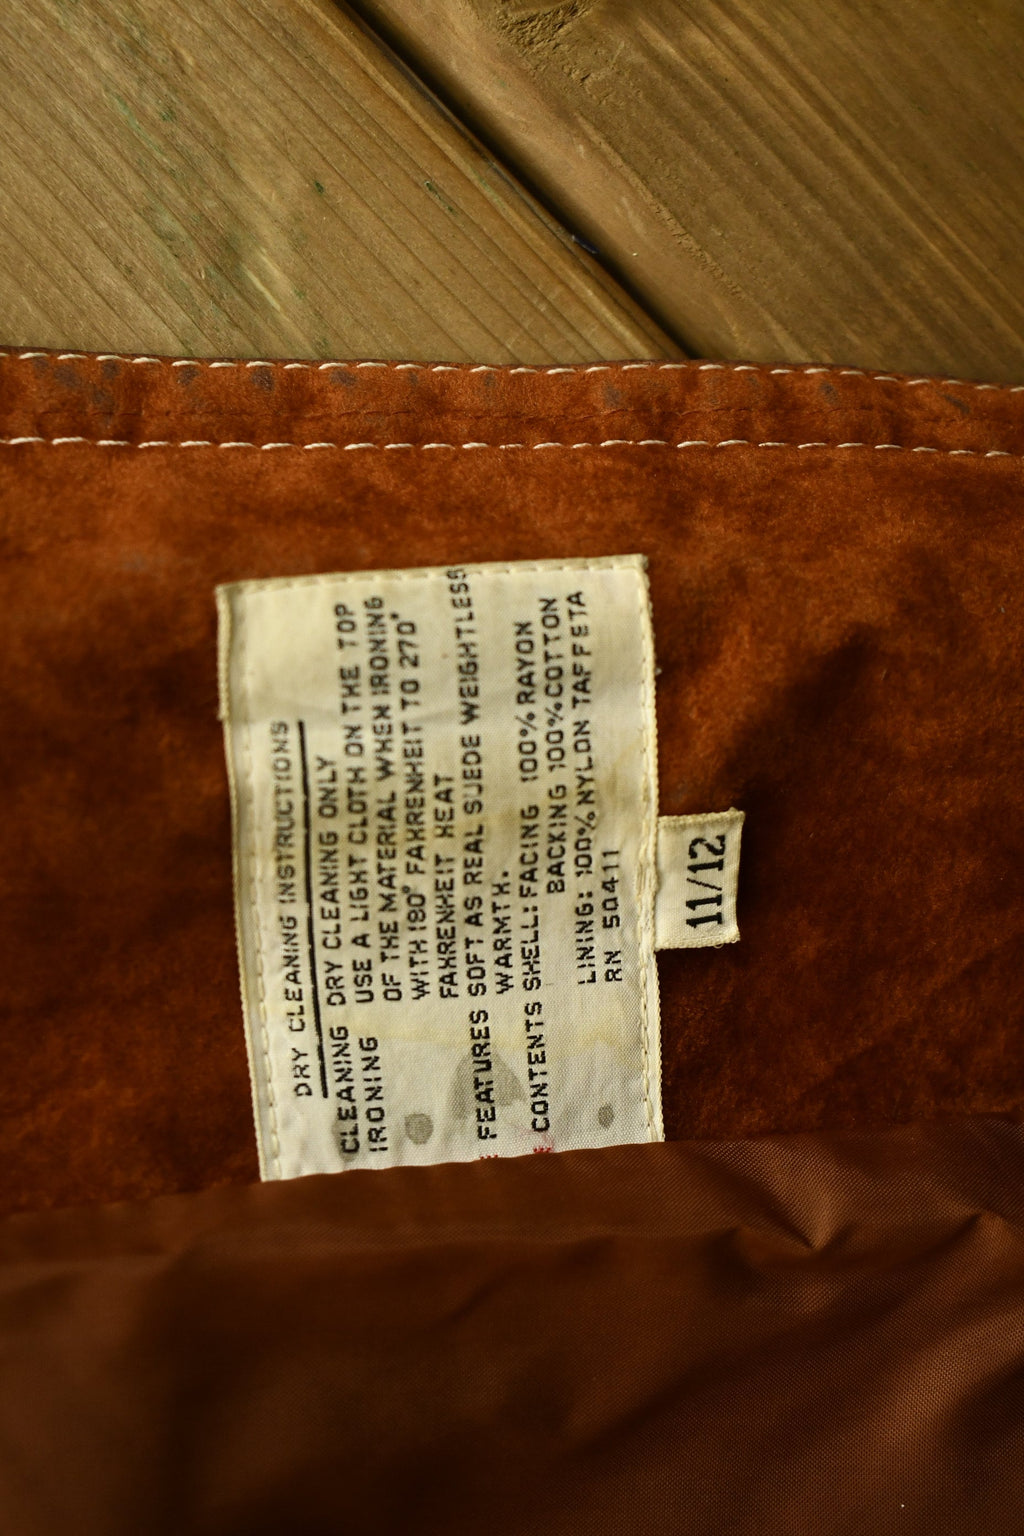 DRY CLEANING INSTRUCTIONS
CLEANING DRY CLEANING ONLY
IRONING USE A LIGHT CLOTH ON THE TOP
OF THE MATERIAL WHEN IRONING
WITH 180° FAHRENHEIT TO 270°
FAHRENHEIT HEAT
FEATURES SOFT AS REAL SUEDE WEIGHTLESS
WARMTH.
CONTENTS SHELL: FACING 100% RAYON
BACKING 100% COTTON
LINING: 100% NYLON TAFFETA
RN 50411
11/12